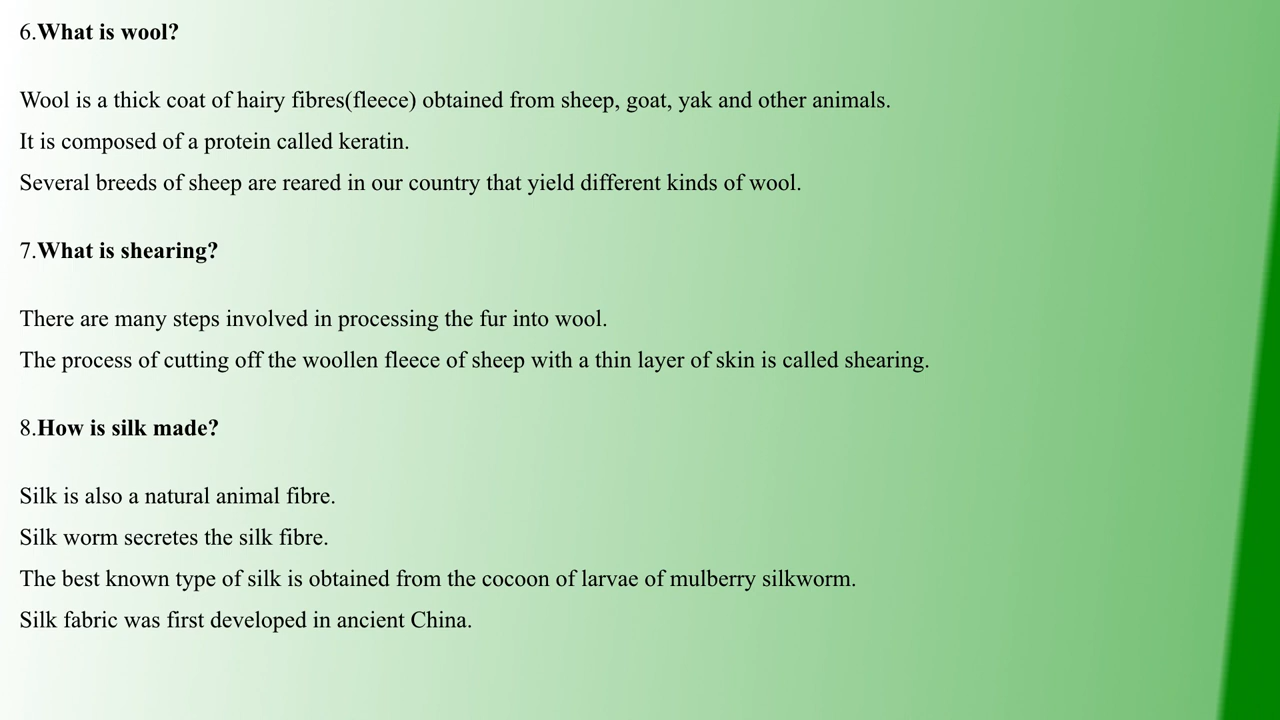 6.What is wool?
Wool is a thick coat of hairy fibres(fleece) obtained from sheep, goat, yak and other animals.
It is composed of a protein called keratin.
Several breeds of sheep are reared in our country that yield different kinds of wool.
7.What is shearing?
There are many steps involved in processing the fur into wool.
The process of cutting off the woollen fleece of sheep with a thin layer of skin is called shearing.
8.How is silk made?
Silk is also a natural animal fibre.
Silk worm secretes the silk fibre.
The best known type of silk is obtained from the cocoon of larvae of mulberry silkworm.
Silk fabric was first developed in ancient China.